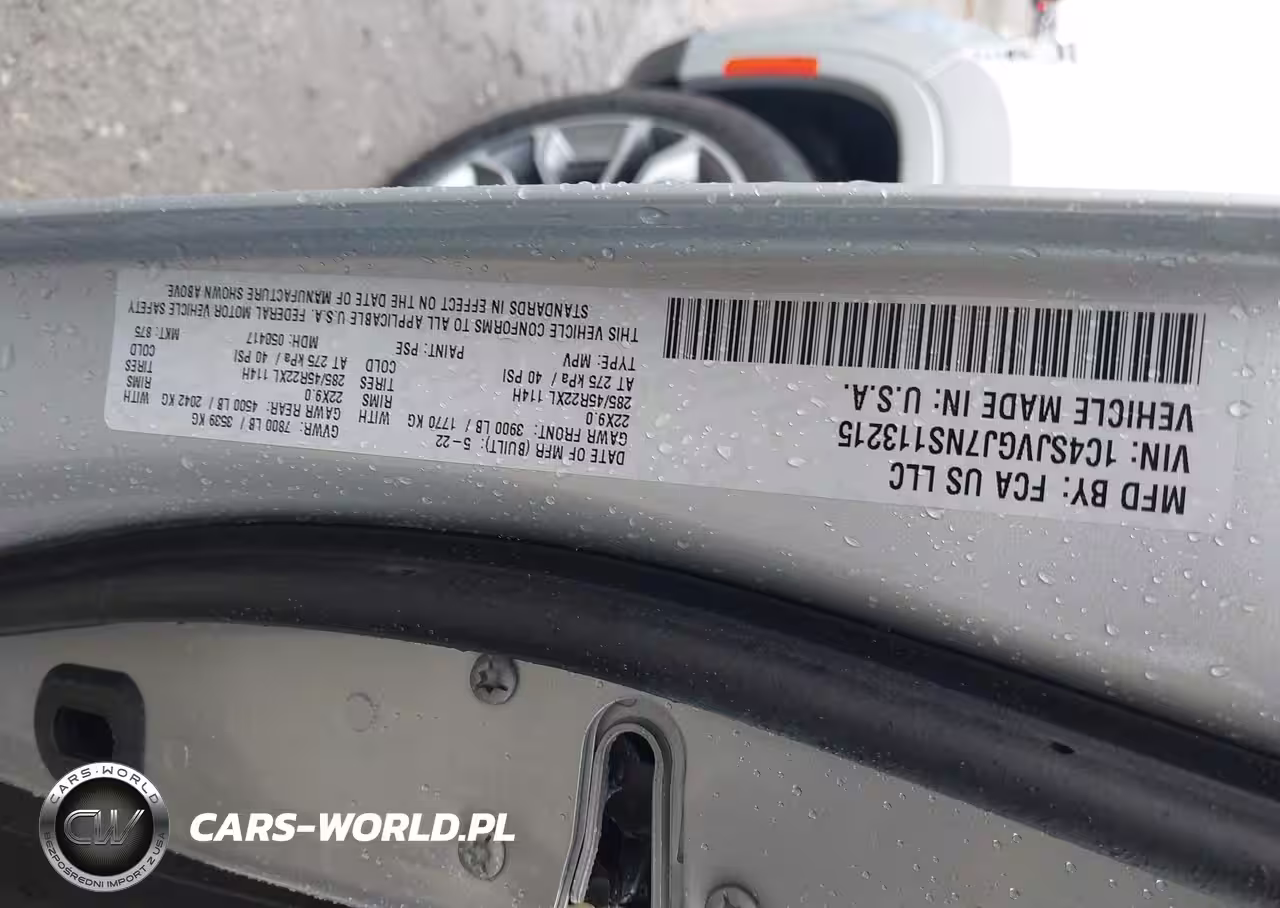 MFD BY: FCA US LLC
VIN: 1C4SJVGJ7NS113215
VEHICLE MADE IN: U.S.A.
DATE OF MFR (BUILT): 5-22
GVWR: 7800 LB / 3539 KG
GAWR FRONT: 3900 LB / 1770 KG WITH
GAWR REAR: 4500 LB / 2042 KG WITH
22X9.0 RIMS
22X9.0 RIMS
285/45R22XL 114H TIRES
285/45R22XL 114H TIRES
AT 275 kPa / 40 PSI COLD
AT 275 kPa / 40 PSI COLD
TYPE: MPV PAINT: PSE MDH: 050417 MKT: 875
THIS VEHICLE CONFORMS TO ALL APPLICABLE U.S.A. FEDERAL MOTOR VEHICLE SAFETY
STANDARDS IN EFFECT ON THE DATE OF MANUFACTURE SHOWN ABOVE.
CARS-WORLD
CW
BEZPOŚREDNI IMPORT Z USA
CARS-WORLD.PL